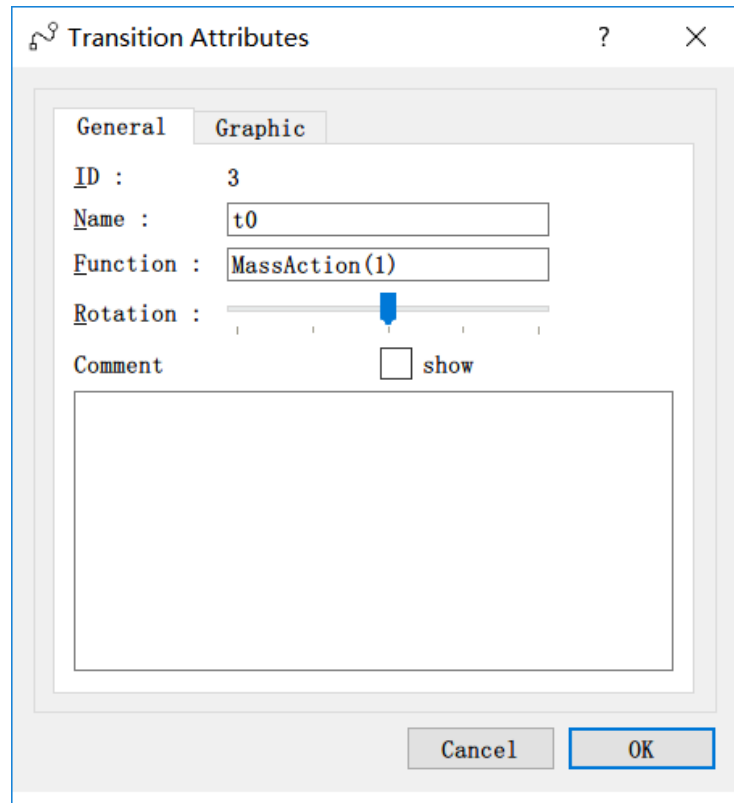 Transition Attributes ?
General Graphic
ID : 3
Name : t0
Function : MassAction(1)
Rotation :
Comment show
Cancel OK